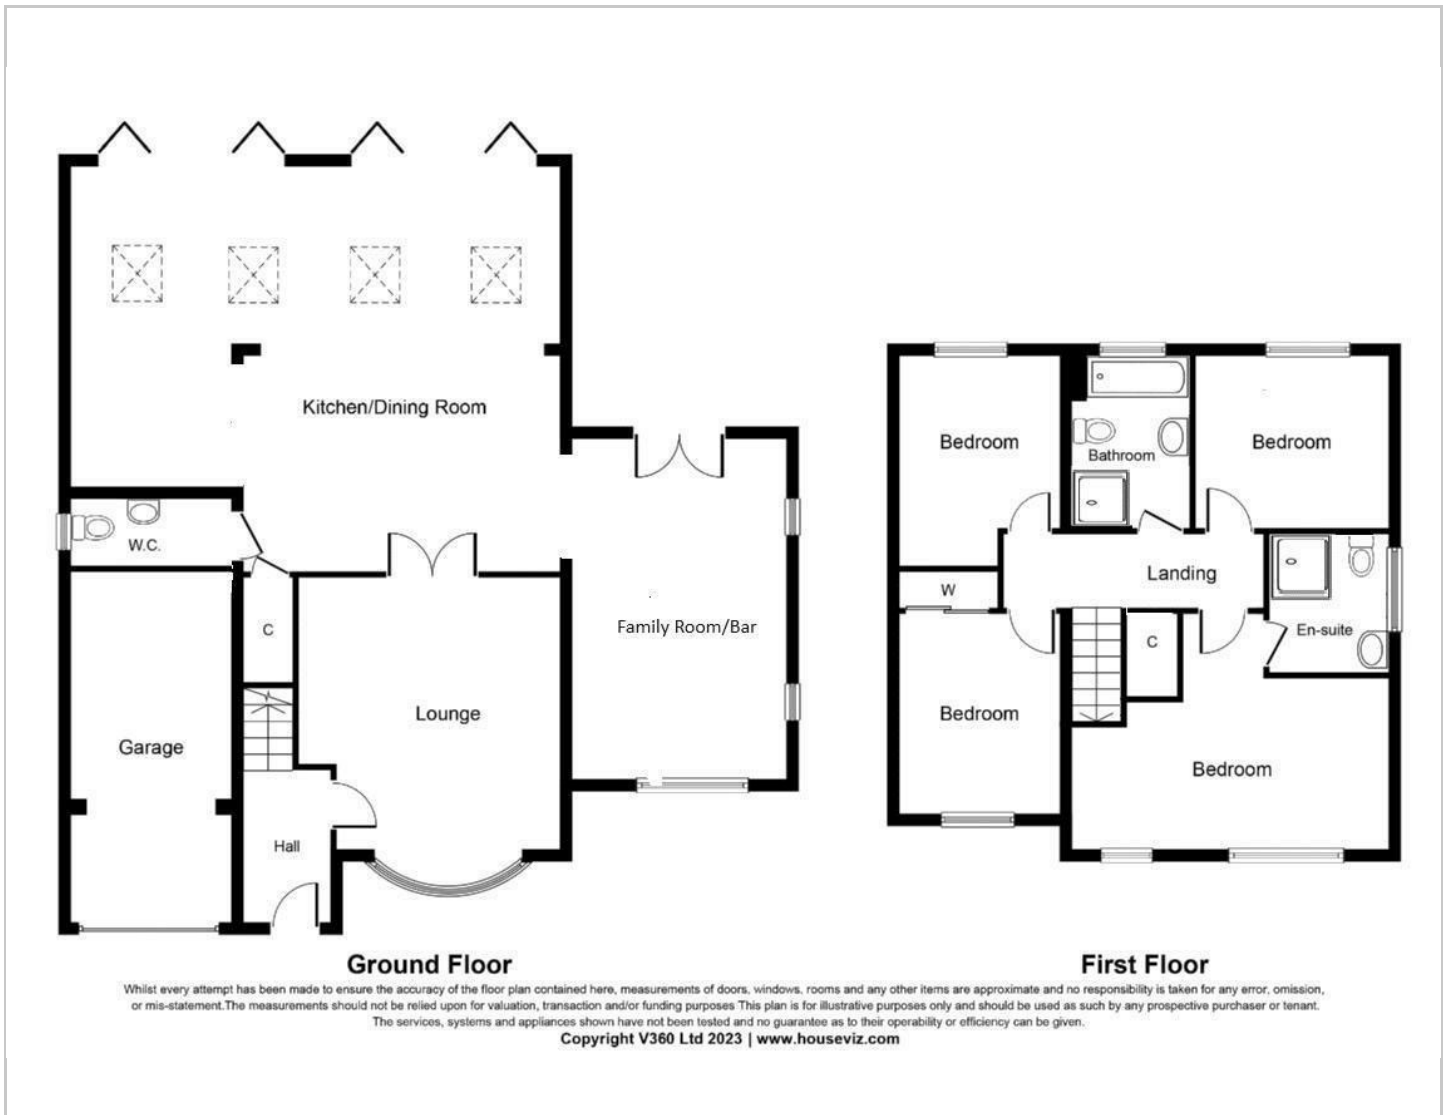 Kitchen/Dining Room
W.C.
Family Room/Bar
C
Lounge
Garage
Hall
Bedroom
Bathroom
Bedroom
Landing
W
En-suite
C
Bedroom
Bedroom
Ground Floor
First Floor
Whilst every attempt has been made to ensure the accuracy of the floor plan contained here, measurements of doors, windows, rooms and any other items are approximate and no responsibility is taken for any error, omission,
or mis-statement.The measurements should not be relied upon for valuation, transaction and/or funding purposes This plan is for illustrative purposes only and should be used as such by any prospective purchaser or tenant.
The services, systems and appliances shown have not been tested and no guarantee as to their operability or efficiency can be given.
Copyright V360 Ltd 2023 | www.houseviz.com